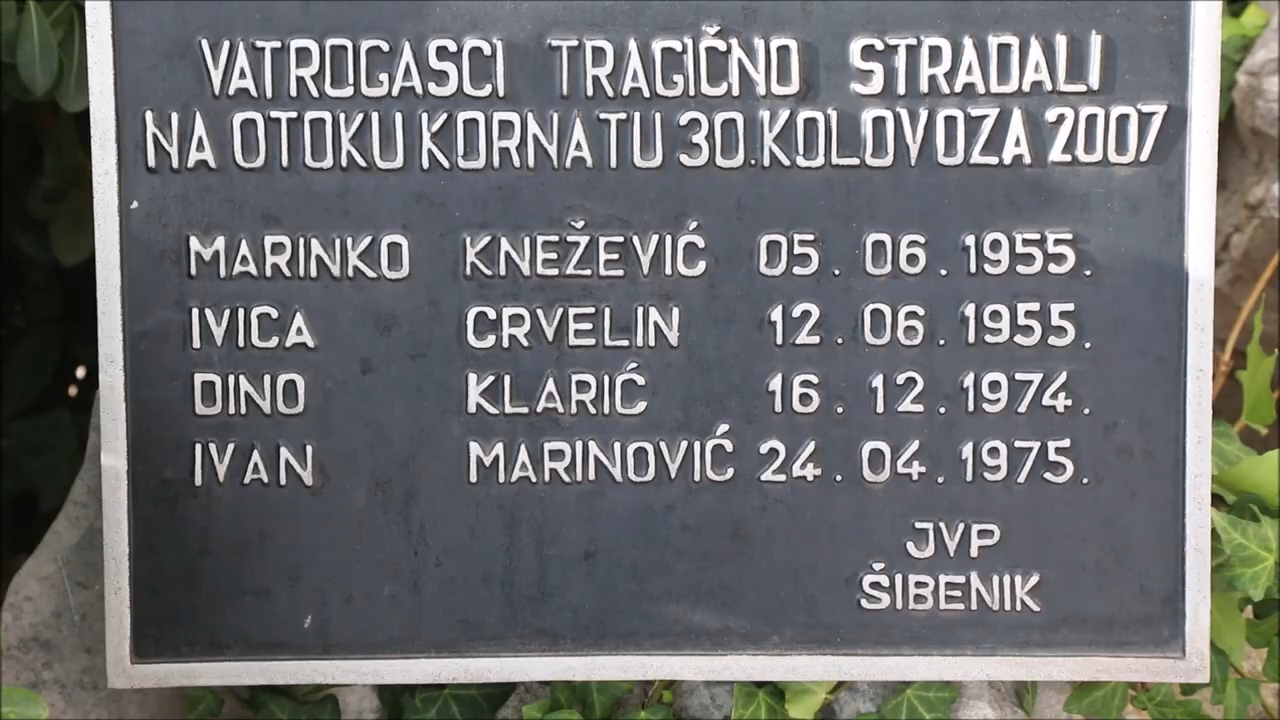 VATROGASCI TRAGIČNO STRADALI
NA OTOKU KORNATU 30.KOLOVOZA 2007
MARINKO KNEŽEVIĆ 05.06.1955.
IVICA CRVELIN 12.06.1955.
DINO KLARIĆ 16.12.1974.
IVAN MARINOVIĆ 24.04.1975.
JVP
ŠIBENIK